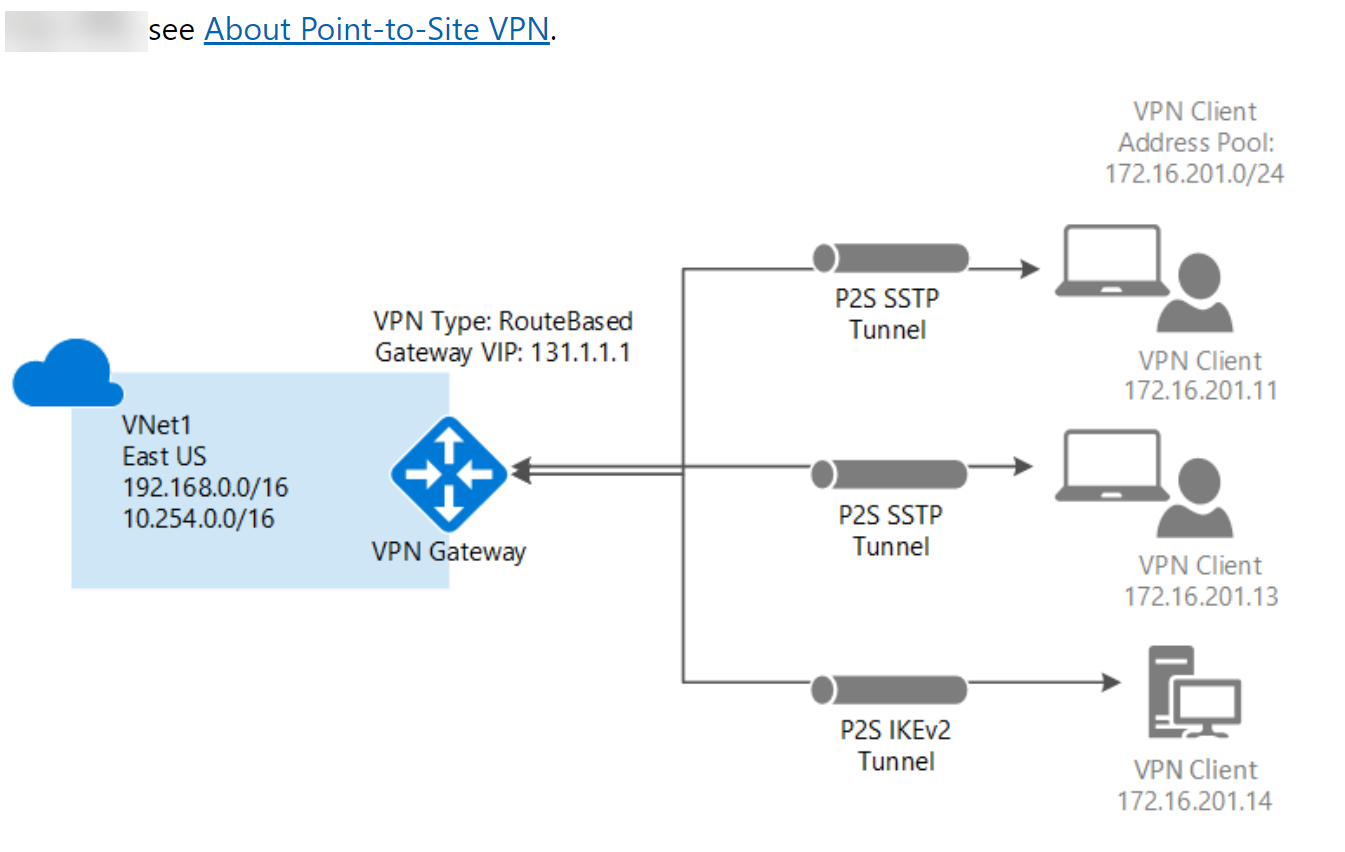 see About Point-to-Site VPN.
VPN Client
Address Pool:
172.16.201.0/24
P2S SSTP
Tunnel
VPN Client
172.16.201.11
VPN Type: RouteBased
Gateway VIP: 131.1.1.1
VNet1
East US
192.168.0.0/16
10.254.0.0/16
VPN Gateway
P2S SSTP
Tunnel
VPN Client
172.16.201.13
P2S IKEv2
Tunnel
VPN Client
172.16.201.14